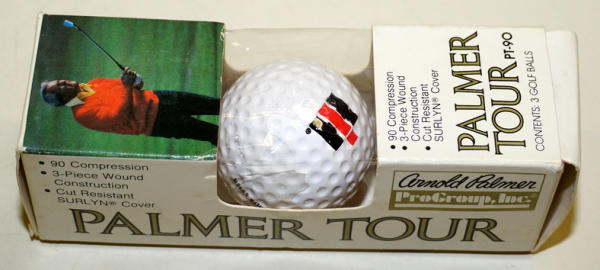 • 90 Compression
• 3-Piece Wound
Construction
• Cut Resistant
SURLYN® Cover
PALMER TOUR
• 90 Compression
• 3-Piece Wound
Construction
• Cut Resistant
SURLYN® Cover
PALMER
TOUR PT-90
CONTENTS: 3 GOLF BALLS
Arnold Palmer
ProGroup, Inc.